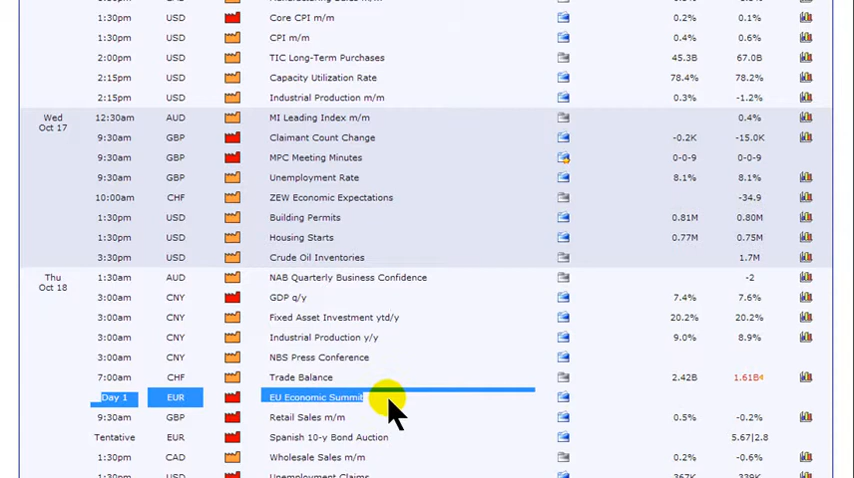 1:30pm USD Core CPI m/m 0.2% 0.1%
1:30pm USD CPI m/m 0.4% 0.6%
2:00pm USD TIC Long-Term Purchases 45.3B 67.0B
2:15pm USD Capacity Utilization Rate 78.4% 78.2%
2:15pm USD Industrial Production m/m 0.3% -1.2%
Wed 12:30am AUD MI Leading Index m/m 0.4%
Oct 17
9:30am GBP Claimant Count Change -0.2K -15.0K
9:30am GBP MPC Meeting Minutes 0-0-9 0-0-9
9:30am GBP Unemployment Rate 8.1% 8.1%
10:00am CHF ZEW Economic Expectations -34.9
1:30pm USD Building Permits 0.81M 0.80M
1:30pm USD Housing Starts 0.77M 0.75M
3:30pm USD Crude Oil Inventories 1.7M
Thu 1:30am AUD NAB Quarterly Business Confidence -2
Oct 18
3:00am CNY GDP q/y 7.4% 7.6%
3:00am CNY Fixed Asset Investment ytd/y 20.2% 20.2%
3:00am CNY Industrial Production y/y 9.0% 8.9%
3:00am CNY NBS Press Conference
7:00am CHF Trade Balance 2.42B 1.61B
Day 1 EUR EU Economic Summit
9:30am GBP Retail Sales m/m 0.5% -0.2%
Tentative EUR Spanish 10-y Bond Auction 5.67|2.8
1:30pm CAD Wholesale Sales m/m 0.2% -0.6%
1:30pm USD Unemployment Claims 367K 339K